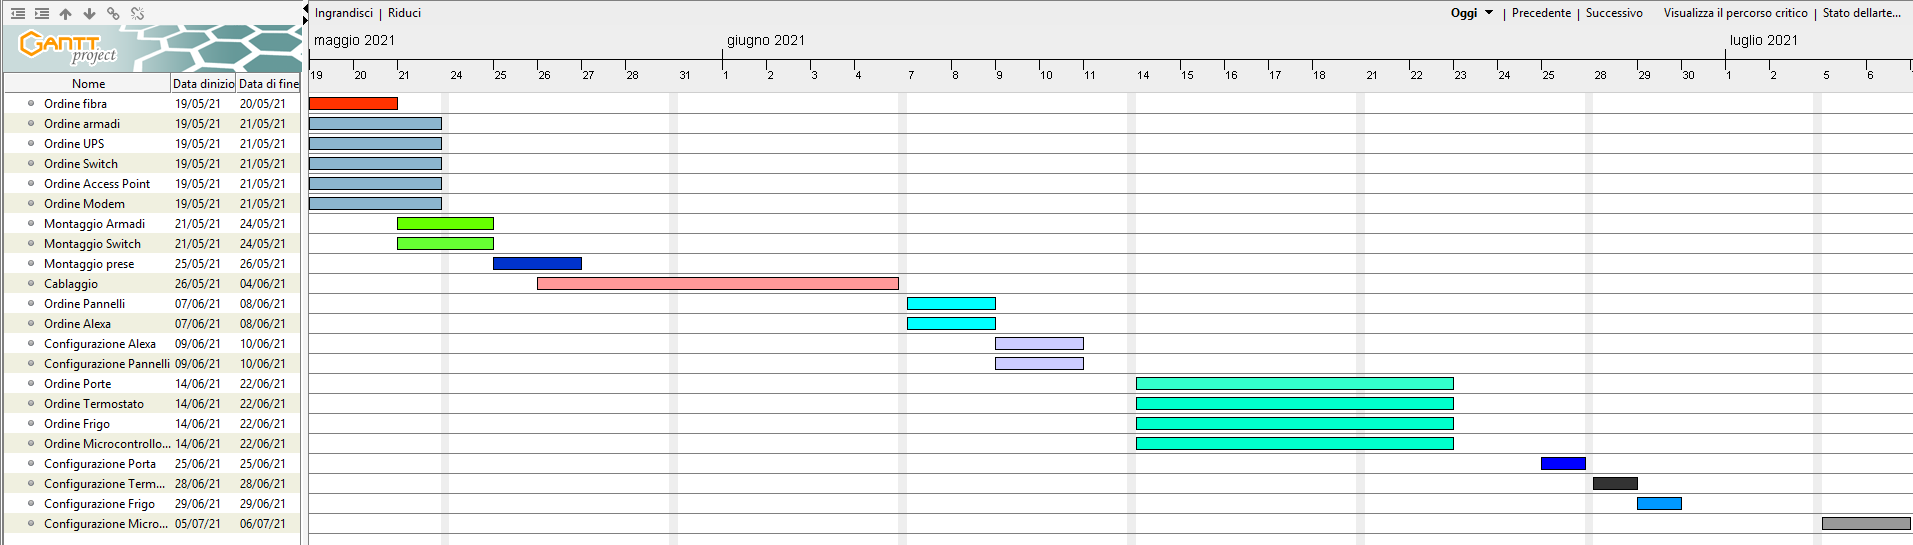 Ingrandisci | Riduci
Oggi | Precedente | Successivo Visualizza il percorso critico | Stato dellarte...
GANTT project
maggio 2021 giugno 2021 luglio 2021
19 20 21 24 25 26 27 28 31 1 2 3 4 7 8 9 10 11 14 15 16 17 18 21 22 23 24 25 28 29 30 1 2 5 6
Nome Data dinizio Data di fine
Ordine fibra 19/05/21 20/05/21
Ordine armadi 19/05/21 21/05/21
Ordine UPS 19/05/21 21/05/21
Ordine Switch 19/05/21 21/05/21
Ordine Access Point 19/05/21 21/05/21
Ordine Modem 19/05/21 21/05/21
Montaggio Armadi 21/05/21 24/05/21
Montaggio Switch 21/05/21 24/05/21
Montaggio prese 25/05/21 26/05/21
Cablaggio 26/05/21 04/06/21
Ordine Pannelli 07/06/21 08/06/21
Ordine Alexa 07/06/21 08/06/21
Configurazione Alexa 09/06/21 10/06/21
Configurazione Pannelli 09/06/21 10/06/21
Ordine Porte 14/06/21 22/06/21
Ordine Termostato 14/06/21 22/06/21
Ordine Frigo 14/06/21 22/06/21
Ordine Microcontrollo... 14/06/21 22/06/21
Configurazione Porta 25/06/21 25/06/21
Configurazione Term... 28/06/21 28/06/21
Configurazione Frigo 29/06/21 29/06/21
Configurazione Micro... 05/07/21 06/07/21